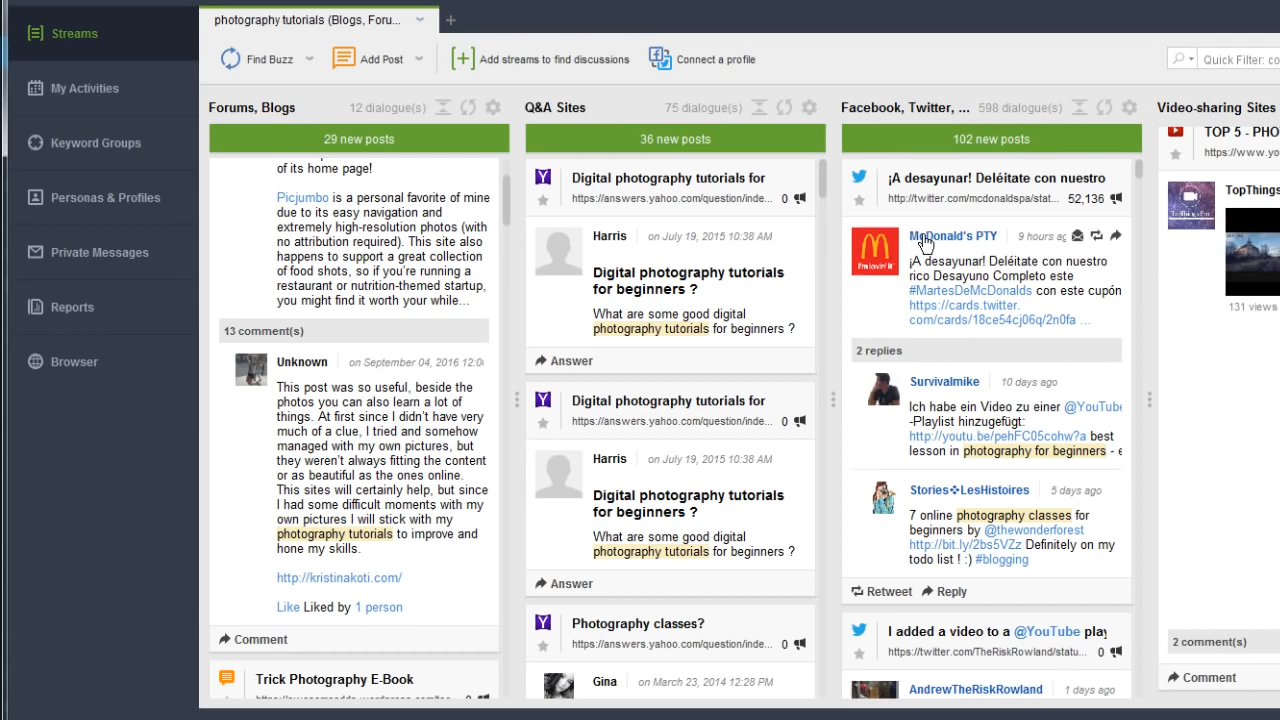 Streams
My Activities
Keyword Groups
Personas & Profiles
Private Messages
Reports
Browser
photography tutorials (Blogs, Foru...
Find Buzz
Add Post
Add streams to find discussions
Connect a profile
Quick Filter: co
Forums, Blogs
12 dialogue(s)
29 new posts
of its home page!
Picjumbo is a personal favorite of mine
due to its easy navigation and
extremely high-resolution photos (with
no attribution required). This site also
happens to support a great collection
of food shots, so if you're running a
restaurant or nutrition-themed startup,
you might find it worth your while...
13 comment(s)
Unknown
on September 04, 2016 12:0
This post was so useful, beside the
photos you can also learn a lot of
things. At first since I didn't have very
much of a clue, I tried and somehow
managed with my own pictures, but
they weren't always fitting the content
or as beautiful as the ones online.
This sites will certainly help, but since
I had some difficult moments with my
own pictures I will stick with my
photography tutorials to improve and
hone my skills.
http://kristinakoti.com/
Like Liked by 1 person
Comment
Trick Photography E-Book
Q&A Sites
75 dialogue(s)
36 new posts
Digital photography tutorials for
https://answers.yahoo.com/question/inde... 0
Harris
on July 19, 2015 10:38 AM
Digital photography tutorials
for beginners ?
What are some good digital
photography tutorials for beginners ?
Answer
Digital photography tutorials for
https://answers.yahoo.com/question/inde... 0
Harris
on July 19, 2015 10:38 AM
Digital photography tutorials
for beginners ?
What are some good digital
photography tutorials for beginners ?
Answer
Photography classes?
https://answers.yahoo.com/question/inde... 0
Gina
on March 23, 2014 12:28 PM
Facebook, Twitter, ...
598 dialogue(s)
102 new posts
¡A desayunar! Deléitate con nuestro
http://twitter.com/mcdonaldspa/stat... 52,136
i'm lovin' it
McDonald's PTY
9 hours ag
¡A desayunar! Deléitate con nuestro
rico Desayuno Completo este
#MartesDeMcDonalds con este cupón
https://cards.twitter.
com/cards/18ce54cj06q/2n0fa ...
2 replies
Survivalmike
10 days ago
Ich habe ein Video zu einer @YouTube
-Playlist hinzugefügt:
http://youtu.be/pehFC05cohw?a best
lesson in photography for beginners - e
Stories❖LesHistoires
5 days ago
7 online photography classes for
beginners by @thewonderforest
http://bit.ly/2bs5VZz Definitely on my
todo list ! :) #blogging
Retweet
Reply
I added a video to a @YouTube play
https://twitter.com/TheRiskRowland/statu... 0
AndrewTheRiskRowland
1 days ago
Video-sharing Sites
TOP 5 - PHO
https://www.yo
TopThings
131 views
2 comment(s)
Comment